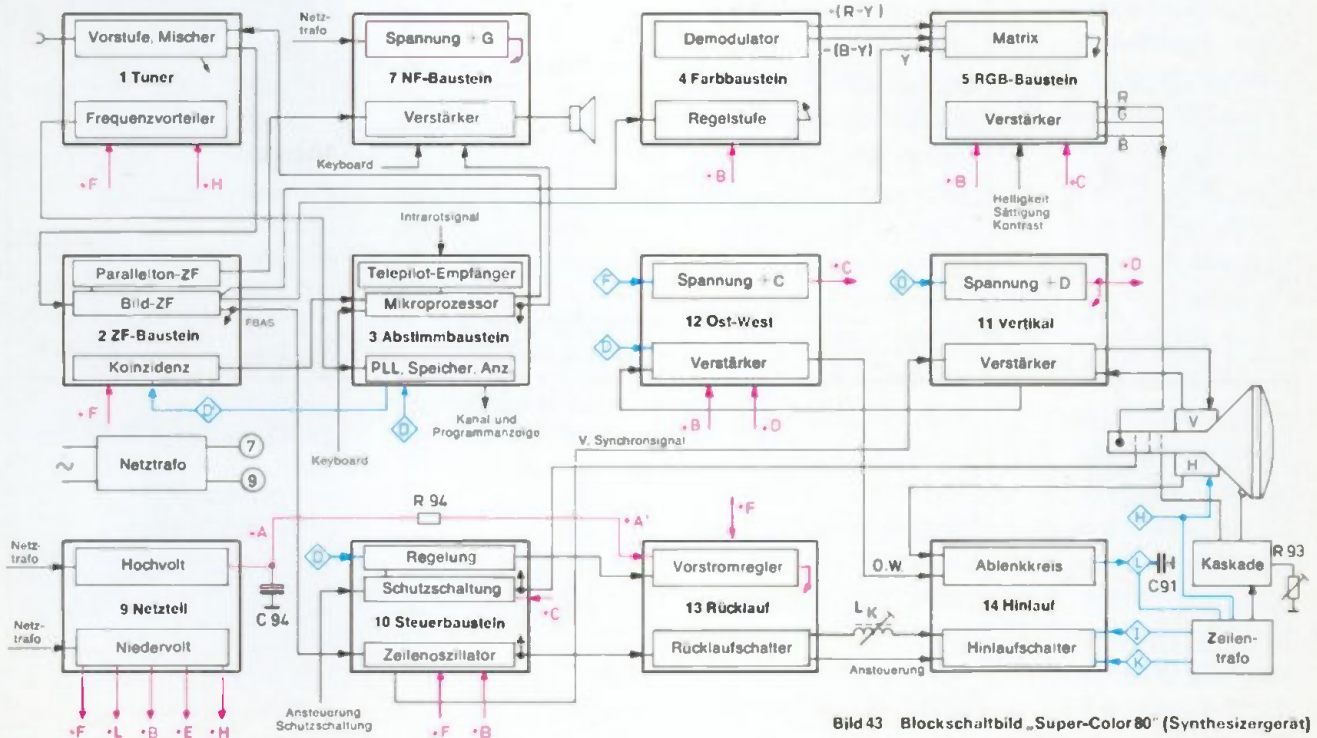 Vorstufe, Mischer
1 Tuner
Frequenzvorteiler
•F
•H
Netz-
trafo
Spannung + G
7 NF-Baustein
Verstärker
Keyboard
-(R-Y)
-(B-Y)
Y
Demodulator
4 Farbbaustein
Regelstufe
•B
Matrix
5 RGB-Baustein
Verstärker
R
G
B
•B
•C
Helligkeit
Sättigung
Kontrast
Parallelton-ZF
Bild-ZF
2 ZF-Baustein
FBAS
Koinzidenz
•F
D'
Infrarotsignal
Telepilot-Empfänger
Mikroprozessor
3 Abstimmbaustein
PLL, Speicher, Anz.
D
Kanal und
Programmanzeige
Keyboard
F
Spannung + C
•C
12 Ost-West
D
Verstärker
•B
•D
D
Spannung + D
•D
11 Vertikal
Verstärker
V. Synchronsignal
V
H
Netztrafo
7
9
Netz-
trafo
Hochvolt
9 Netzteil
Netz-
trafo
Niedervolt
•F
•L
•B
•E
•H
•A
C 94
R 94
•A'
D
Regelung
Schutzschaltung
•C
10 Steuerbaustein
Zeilenoszillator
Ansteuerung
Schutzschaltung
•F
•B
•F
Vorstromregler
13 Rücklauf
Rücklaufschalter
LK
Ansteuerung
O.W.
Ablenkkreis
14 Hinlauf
Hinlaufschalter
L
C91
H
I
K
Kaskade
R 93
Zeilen-
trafo
Bild 43 Blockschaltbild „Super-Color 80" (Synthesizergerät)